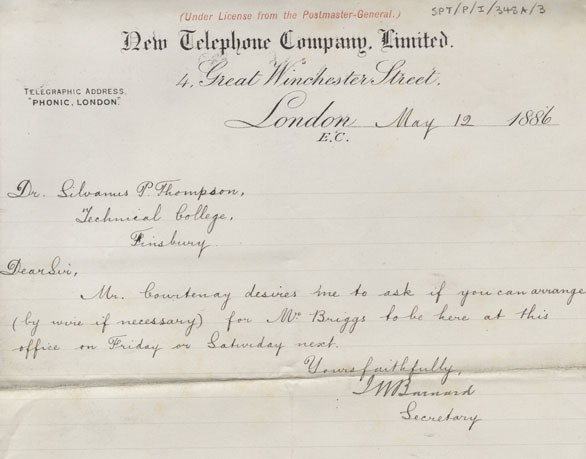 (Under License from the Postmaster-General.)
SPT/P/I/343A/3
New Telephone Company, Limited.
4, Great Winchester Street,
TELEGRAPHIC ADDRESS,
"PHONIC, LONDON."
London May 12 1886
E.C.
Dr. Silvanus P. Thompson,
Technical College,
Finsbury.
Dear Sir,
Mr. Courtenay desires me to ask if you can arrange
(by wire if necessary) for Mr Briggs to be here at this
office on Friday or Saturday next.
Yours faithfully,
J W Barnard
Secretary